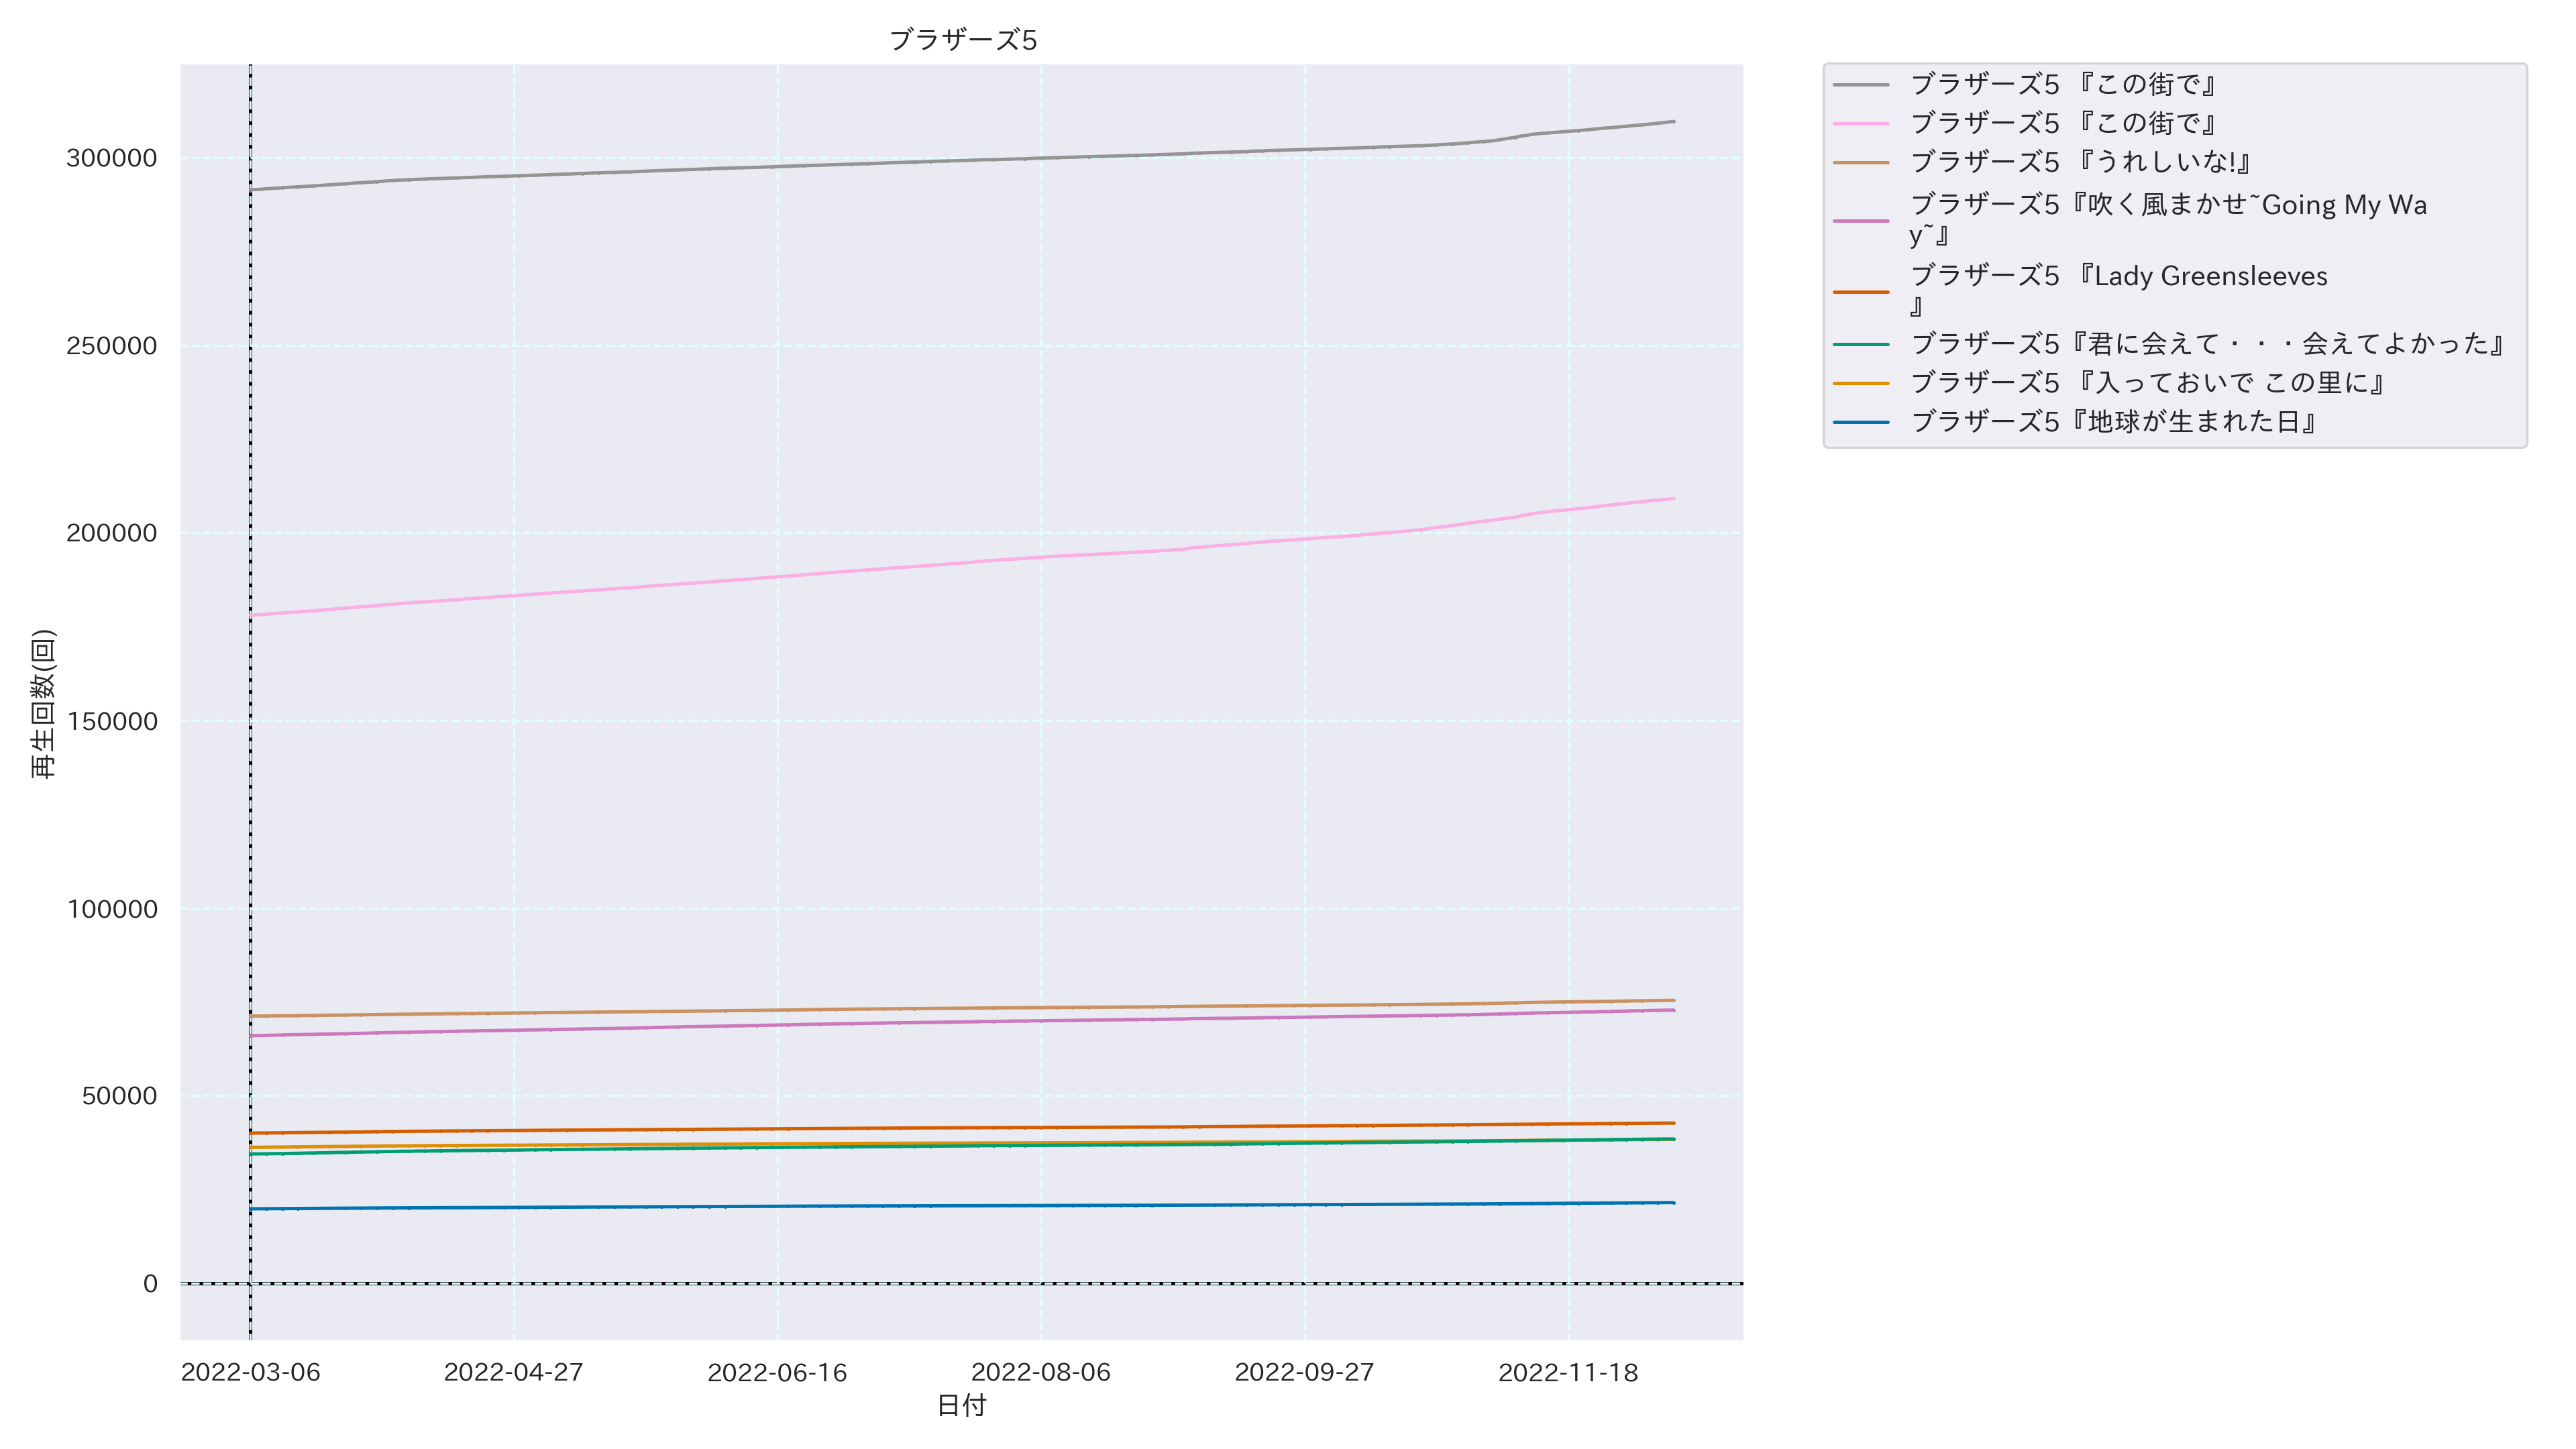 ブラザーズ5
再生回数(回)
300000
250000
200000
150000
100000
50000
0
2022-03-06
2022-04-27
2022-06-16
2022-08-06
2022-09-27
2022-11-18
日付
ブラザーズ5 『この街で』
ブラザーズ5 『この街で』
ブラザーズ5 『うれしいな!』
ブラザーズ5『吹く風まかせ~Going My Wa
y~』
ブラザーズ5 『Lady Greensleeves
』
ブラザーズ5『君に会えて・・・会えてよかった』
ブラザーズ5 『入っておいで この里に』
ブラザーズ5『地球が生まれた日』